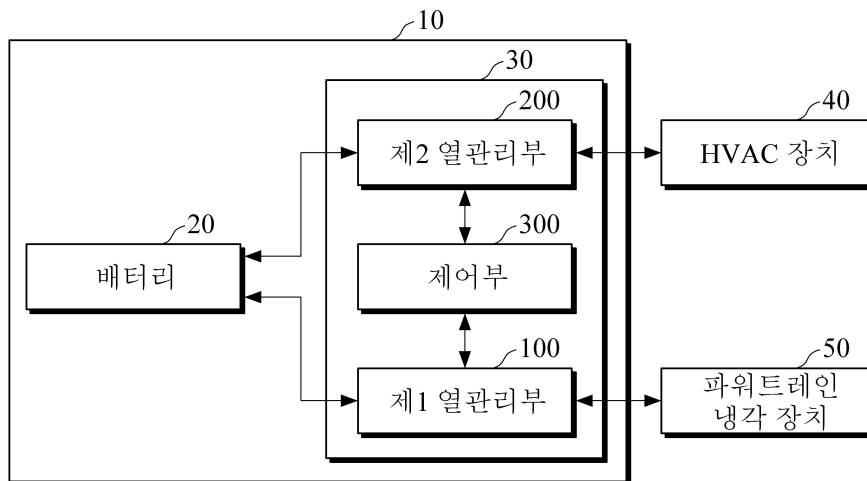 10
30
200
제2 열관리부
40
HVAC 장치
20
배터리
300
제어부
100
제1 열관리부
50
파워트레인
냉각 장치